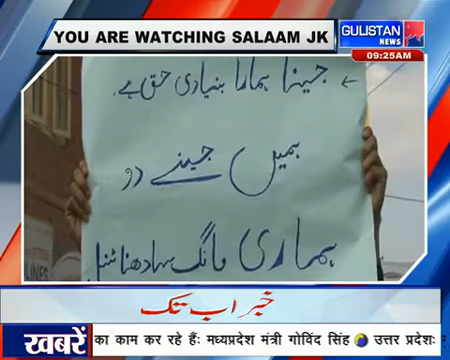 YOU ARE WATCHING SALAAM JK
GULISTAN
NEWS
09:25AM
جینا ہمارا بنیادی حق ہے۔
ہمیں جینے دو
ہماری مانگ
LINES
خبر اب تک
खबरें
का काम कर रहे हैं: मध्यप्रदेश मंत्री गोविंद सिंह उत्तर प्रदेश: